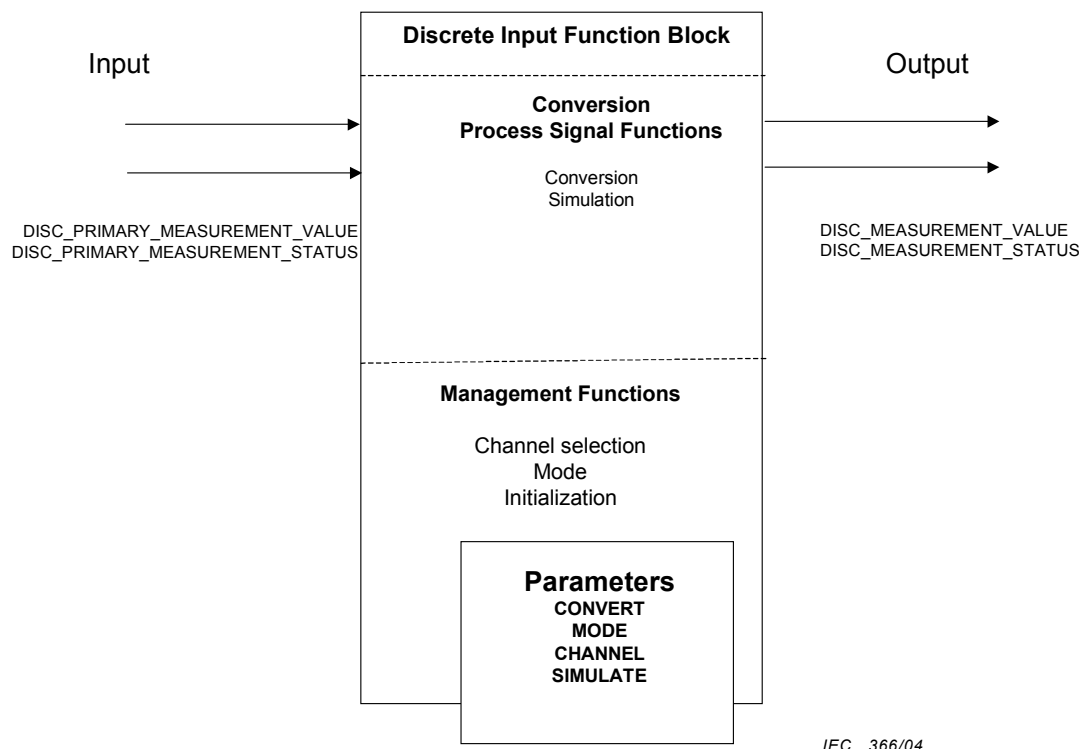 Discrete Input Function Block
Input
Output
Conversion
Process Signal Functions
Conversion
Simulation
DISC_PRIMARY_MEASUREMENT_VALUE
DISC_PRIMARY_MEASUREMENT_STATUS
DISC_MEASUREMENT_VALUE
DISC_MEASUREMENT_STATUS
Management Functions
Channel selection
Mode
Initialization
Parameters
CONVERT
MODE
CHANNEL
SIMULATE
IEC 366/04